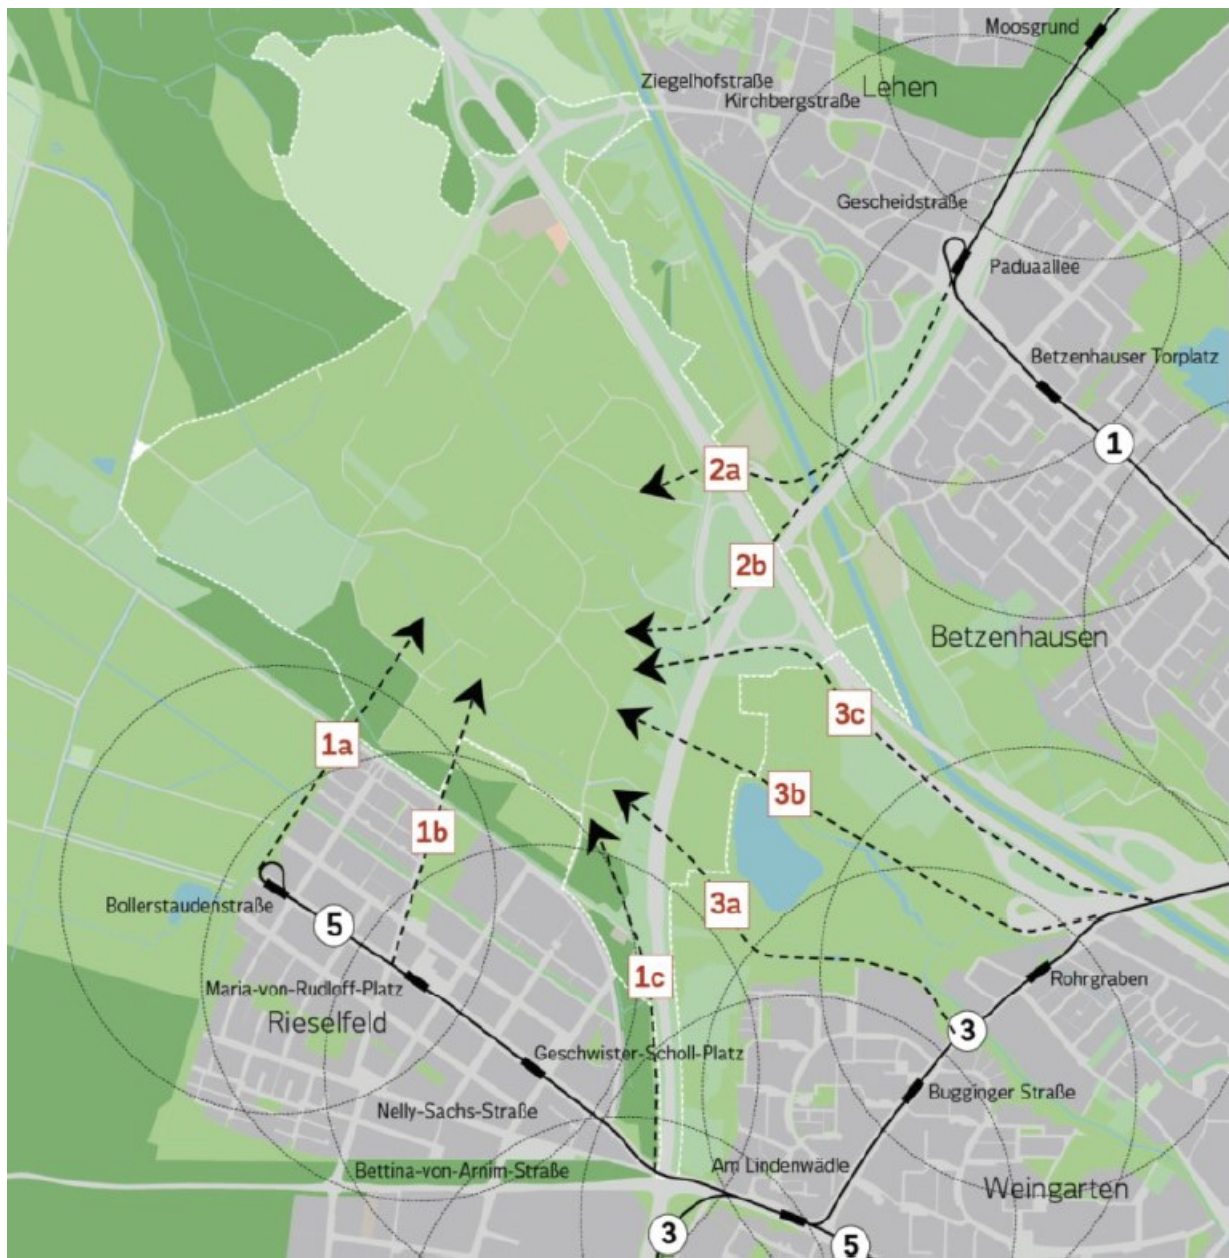 Moosgrund
Ziegelhofstraße
Lehen
Kirchbergstraße
Gescheidstraße
Paduaallee
Betzenhauser Torplatz
1
2a
2b
Betzenhausen
3c
1a
3b
1b
Bollerstaudenstraße
5
3a
1c
Rohrgraben
Maria-von-Rudloff-Platz
Rieselfeld
3
Geschwister-Scholl-Platz
Bugginger Straße
Nelly-Sachs-Straße
Bettina-von-Arnim-Straße
Am Lindenwädle
Weingarten
3
5